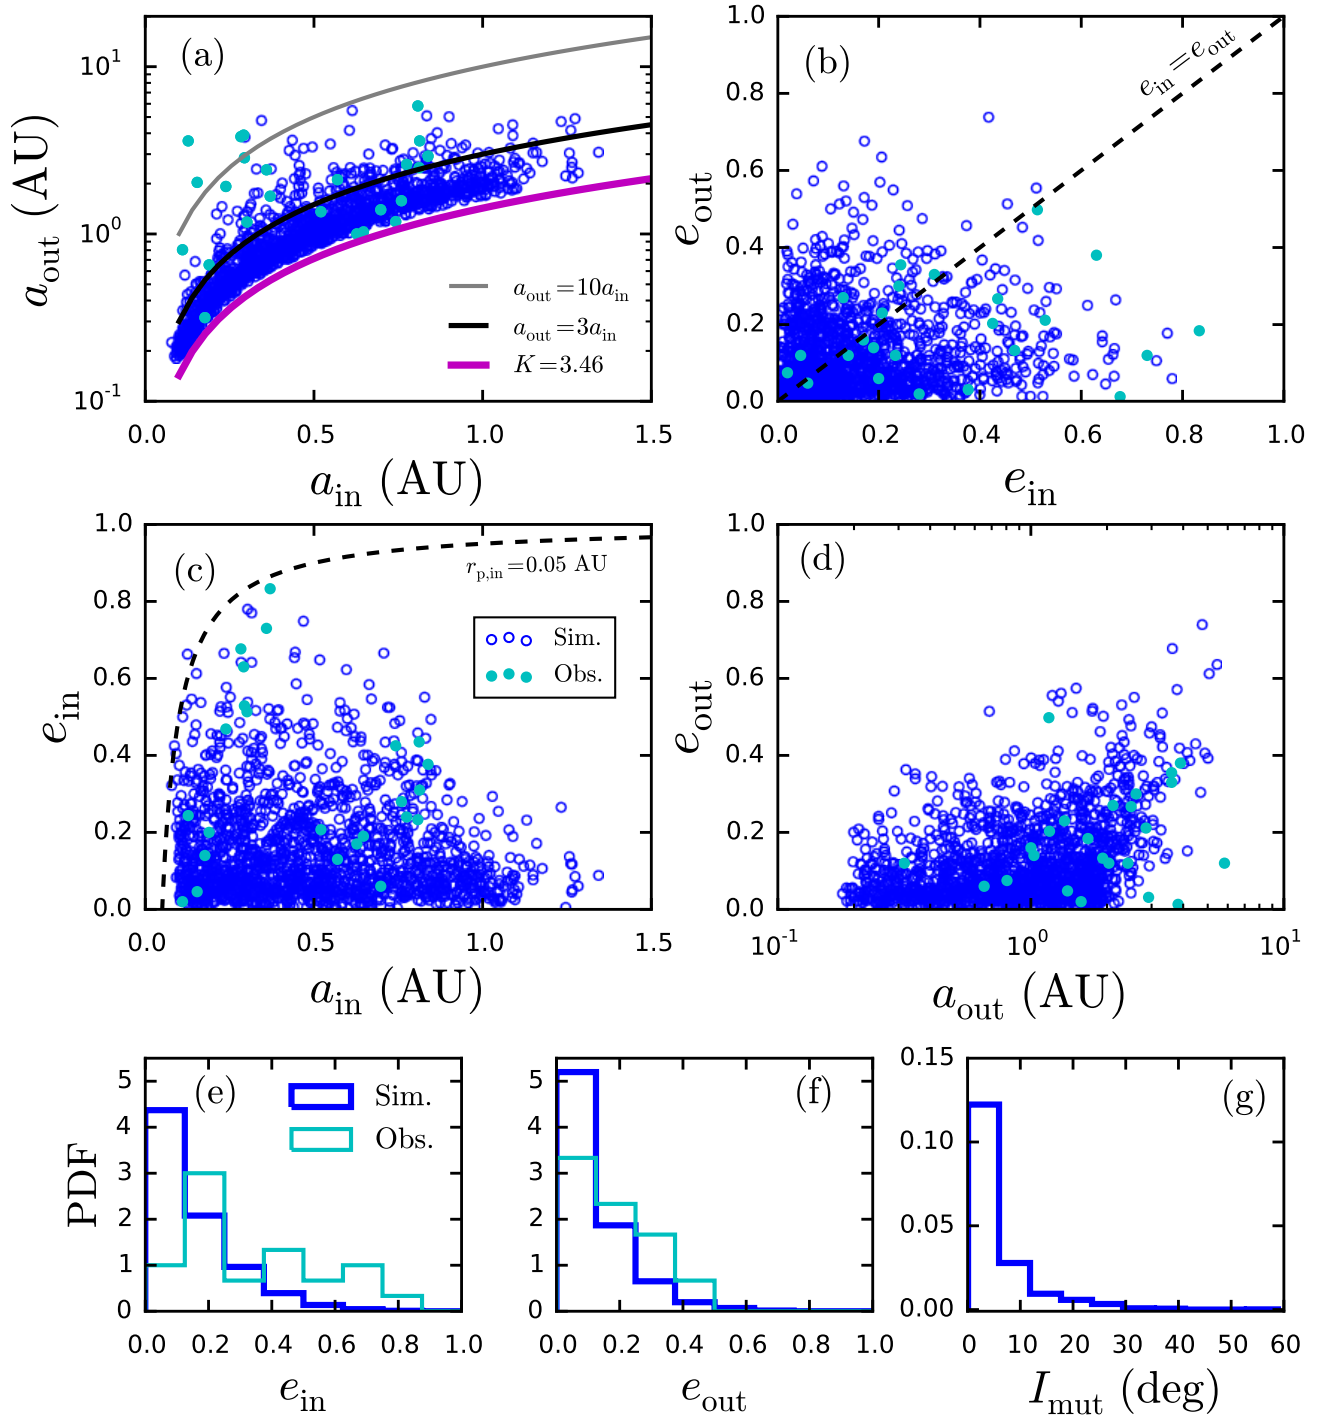 (a)
a_out (AU)
10^1
10^0
10^-1
a_out = 10a_in
a_out = 3a_in
K = 3.46
0.0 0.5 1.0 1.5
a_in (AU)
(b)
e_in = e_out
e_out
1.0
0.8
0.6
0.4
0.2
0.0
0.0 0.2 0.4 0.6 0.8 1.0
e_in
(c)
r_p,in = 0.05 AU
Sim.
Obs.
e_in
1.0
0.8
0.6
0.4
0.2
0.0
0.0 0.5 1.0 1.5
a_in (AU)
(d)
e_out
1.0
0.8
0.6
0.4
0.2
0.0
10^-1 10^0 10^1
a_out (AU)
(e)
Sim.
Obs.
PDF
5
4
3
2
1
0
0.0 0.2 0.4 0.6 0.8 1.0
e_in
(f)
5
4
3
2
1
0
0.0 0.2 0.4 0.6 0.8 1.0
e_out
(g)
0.15
0.10
0.05
0.00
0 10 20 30 40 50 60
I_mut (deg)